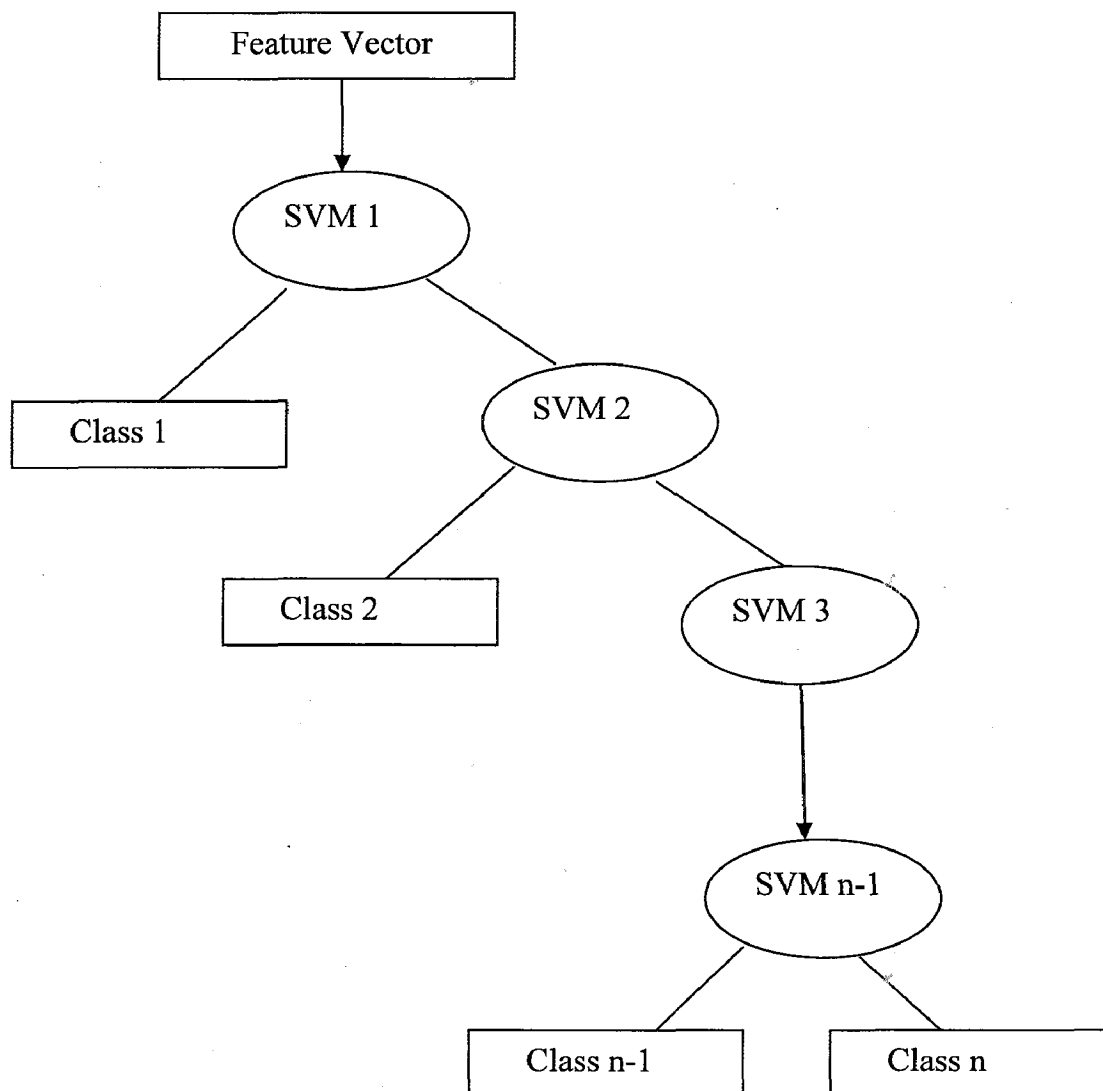 Feature Vector
SVM 1
Class 1
SVM 2
Class 2
SVM 3
SVM n-1
Class n-1
Class n